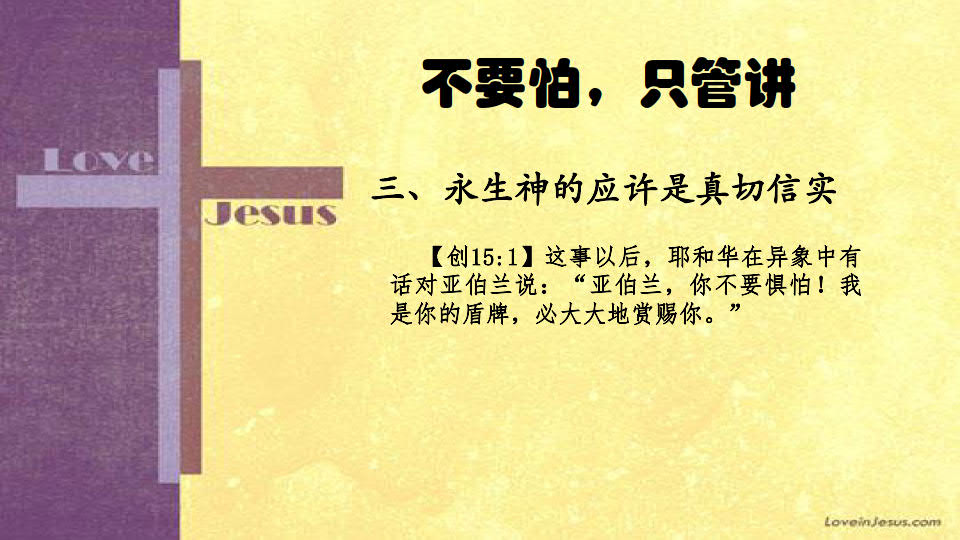 不要怕，只管讲
Love
Jesus
三、永生神的应许是真切信实
【创15:1】这事以后，耶和华在异象中有
话对亚伯兰说：“亚伯兰，你不要惧怕！我
是你的盾牌，必大大地赏赐你。”
LoveinJesus.com